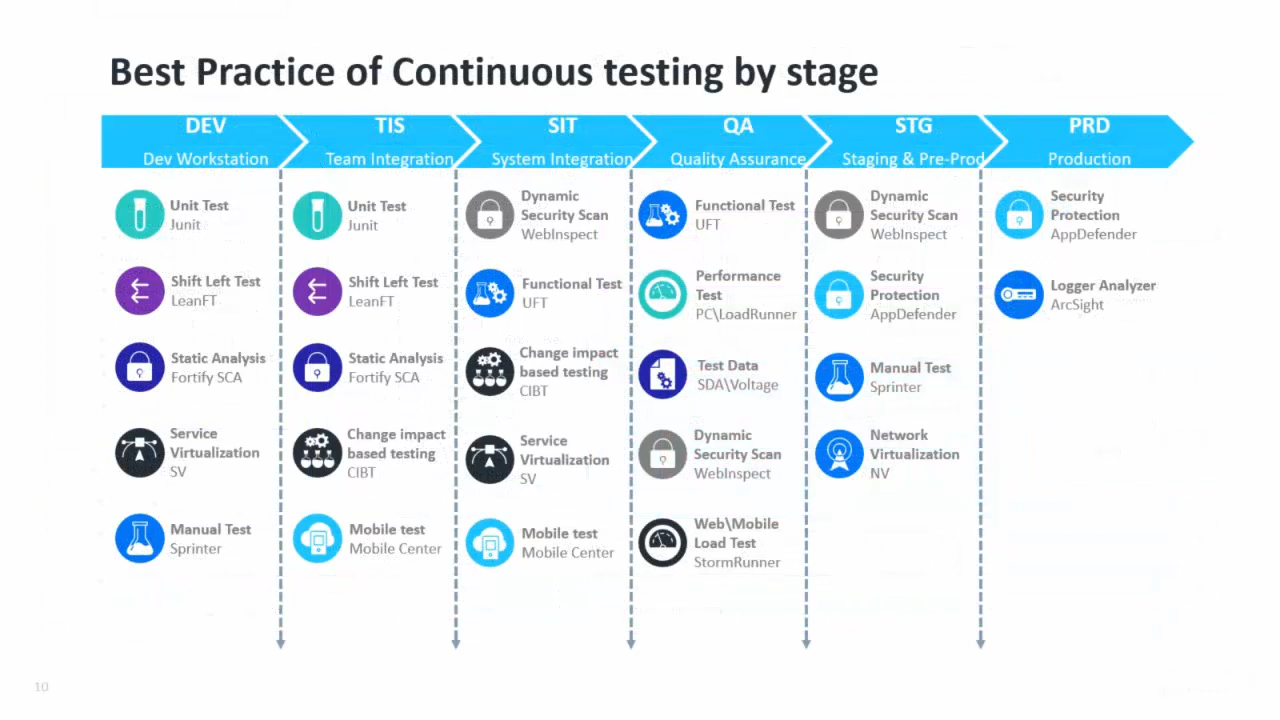 Best Practice of Continuous testing by stage
DEV
Dev Workstation
TIS
Team Integration
SIT
System Integration
QA
Quality Assurance
STG
Staging & Pre-Prod
PRD
Production
Unit Test
Junit
Shift Left Test
LeanFT
Static Analysis
Fortify SCA
Service
Virtualization
SV
Manual Test
Sprinter
Unit Test
Junit
Shift Left Test
LeanFT
Static Analysis
Fortify SCA
Change impact
based testing
CIBT
Mobile test
Mobile Center
Dynamic
Security Scan
WebInspect
Functional Test
UFT
Change impact
based testing
CIBT
Service
Virtualization
SV
Mobile test
Mobile Center
Functional Test
UFT
Performance
Test
PC\LoadRunner
Test Data
SDA\Voltage
Dynamic
Security Scan
WebInspect
Web\Mobile
Load Test
StormRunner
Dynamic
Security Scan
WebInspect
Security
Protection
AppDefender
Manual Test
Sprinter
Network
Virtualization
NV
Security
Protection
AppDefender
Logger Analyzer
ArcSight
10